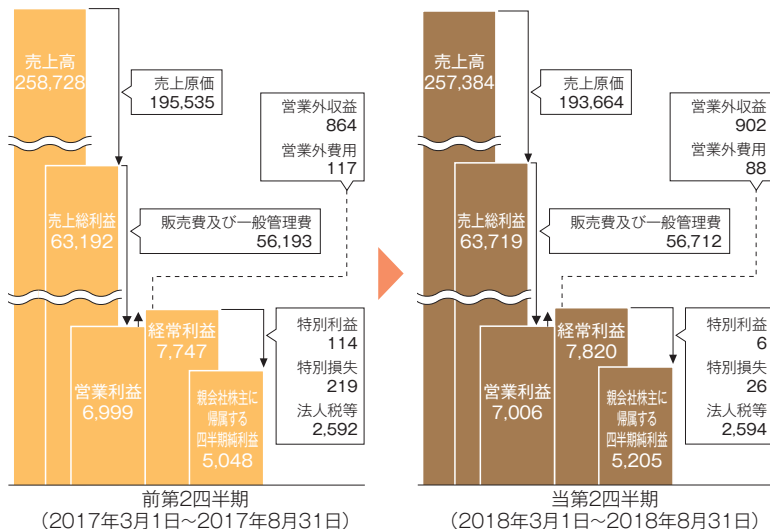 売上高
258,728
売上原価
195,535
営業外収益
864
営業外費用
117
売上総利益
63,192
販売費及び一般管理費
56,193
経常利益
7,747
特別利益
114
特別損失
219
法人税等
2,592
営業利益
6,999
親会社株主に
帰属する
四半期純利益
5,048
前第2四半期
(2017年3月1日~2017年8月31日)
売上高
257,384
売上原価
193,664
営業外収益
902
営業外費用
88
売上総利益
63,719
販売費及び一般管理費
56,712
経常利益
7,820
特別利益
6
特別損失
26
法人税等
2,594
営業利益
7,006
親会社株主に
帰属する
四半期純利益
5,205
当第2四半期
(2018年3月1日~2018年8月31日)